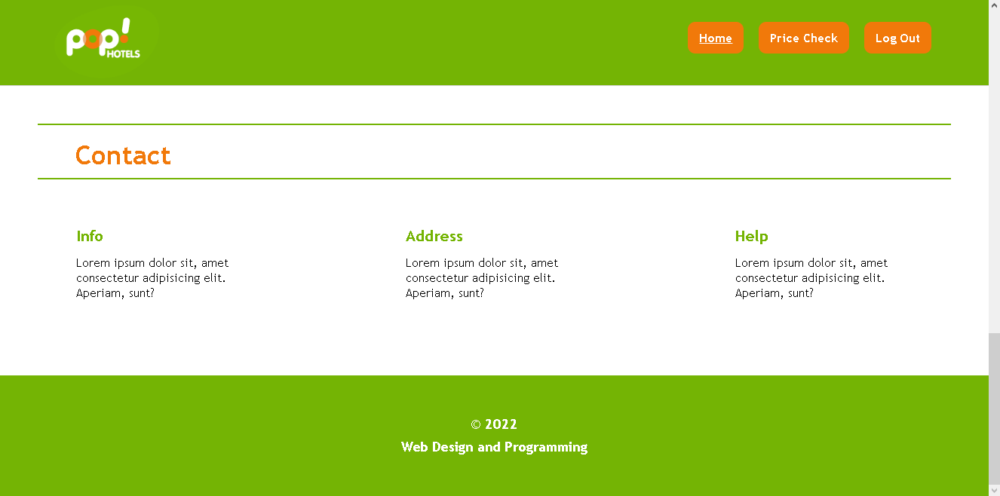 pop!
HOTELS
Home
Price Check
Log Out
Contact
Info
Lorem ipsum dolor sit, amet
consectetur adipisicing elit.
Aperiam, sunt?
Address
Lorem ipsum dolor sit, amet
consectetur adipisicing elit.
Aperiam, sunt?
Help
Lorem ipsum dolor sit, amet
consectetur adipisicing elit.
Aperiam, sunt?
© 2022
Web Design and Programming